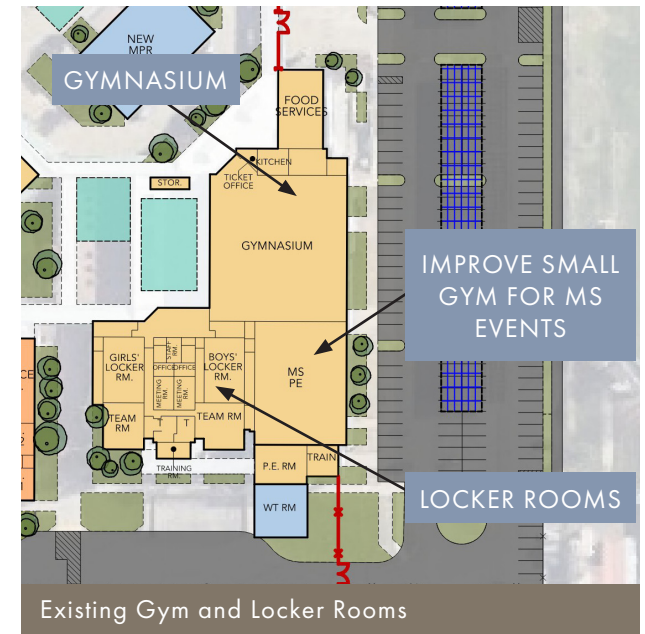 NEW
MPR
GYMNASIUM
FOOD
SERVICES
KITCHEN
TICKET
OFFICE
STOR.
GYMNASIUM
IMPROVE SMALL
GYM FOR MS
EVENTS
GIRLS'
LOCKER
RM.
STAFF
RM.
OFFICE
OFFICE
MEETING
RM.
MEETING
RM.
BOYS'
LOCKER
RM.
MS
PE
TEAM
RM
T
T
TEAM RM
TRAINING
RM.
P.E. RM
TRAIN
WT RM
LOCKER ROOMS
Existing Gym and Locker Rooms